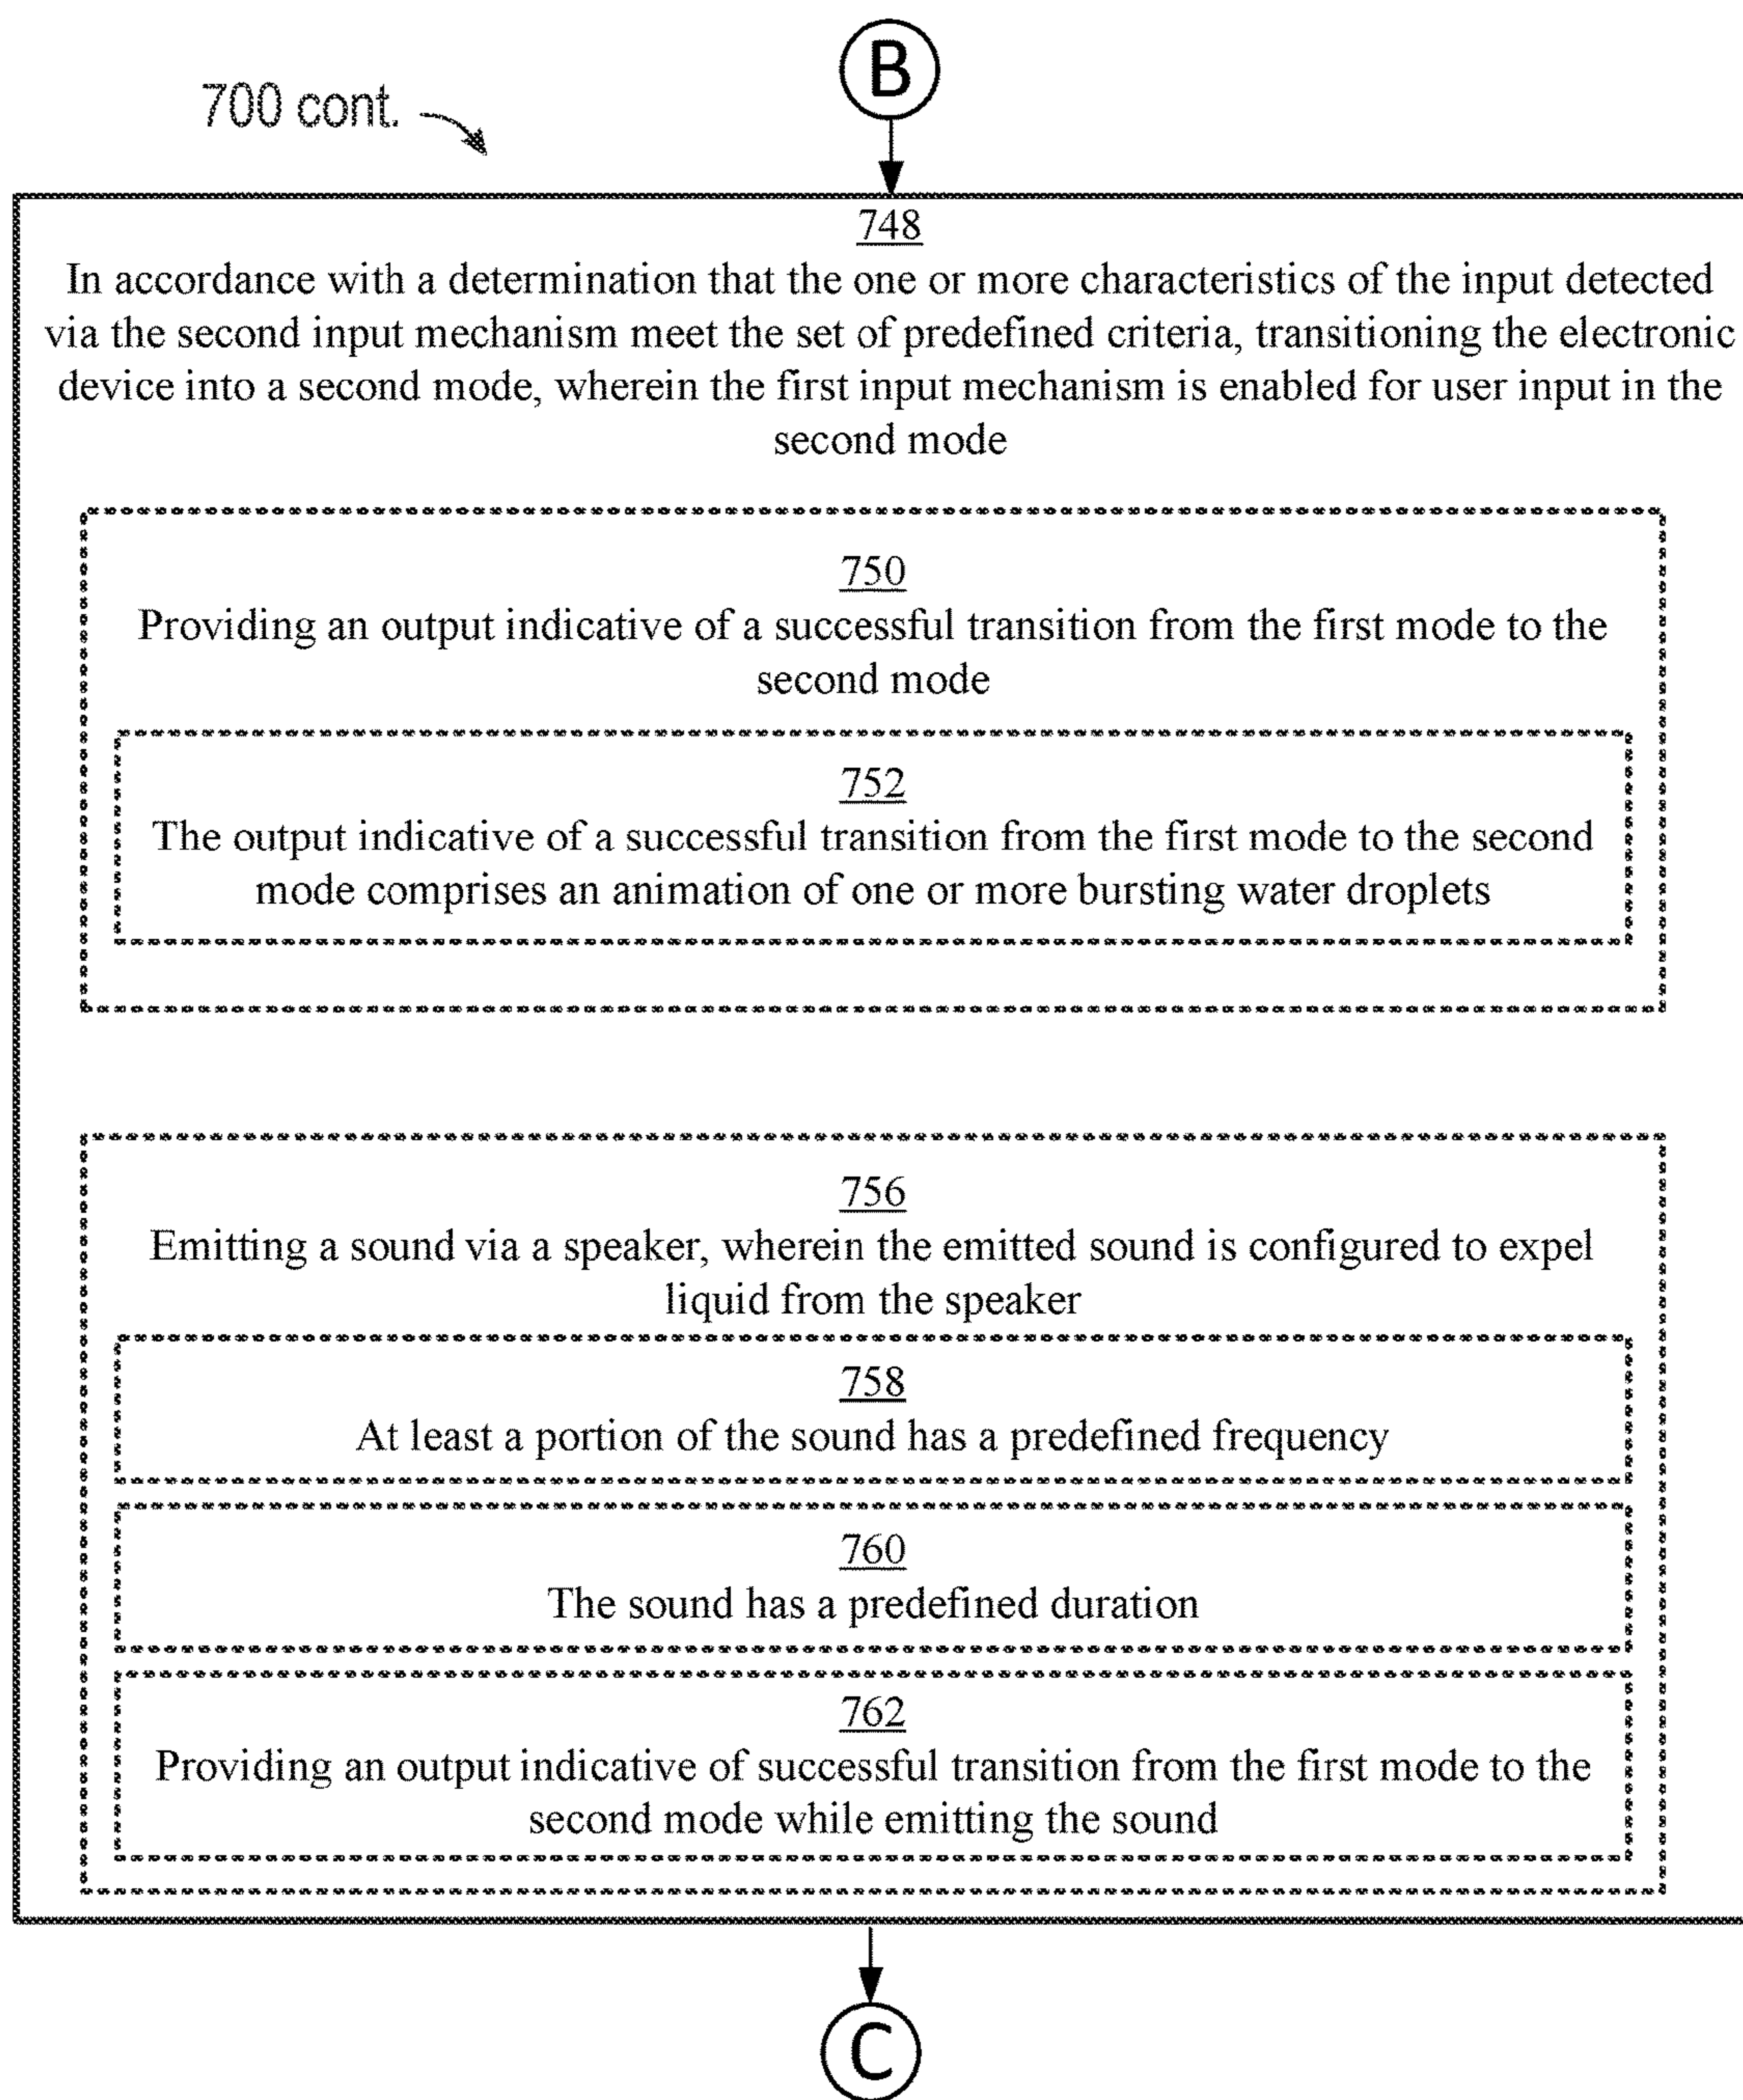 B
700 cont.
748
In accordance with a determination that the one or more characteristics of the input detected
via the second input mechanism meet the set of predefined criteria, transitioning the electronic
device into a second mode, wherein the first input mechanism is enabled for user input in the
second mode
750
Providing an output indicative of a successful transition from the first mode to the
second mode
752
The output indicative of a successful transition from the first mode to the second
mode comprises an animation of one or more bursting water droplets
756
Emitting a sound via a speaker, wherein the emitted sound is configured to expel
liquid from the speaker
758
At least a portion of the sound has a predefined frequency
760
The sound has a predefined duration
762
Providing an output indicative of successful transition from the first mode to the
second mode while emitting the sound
C